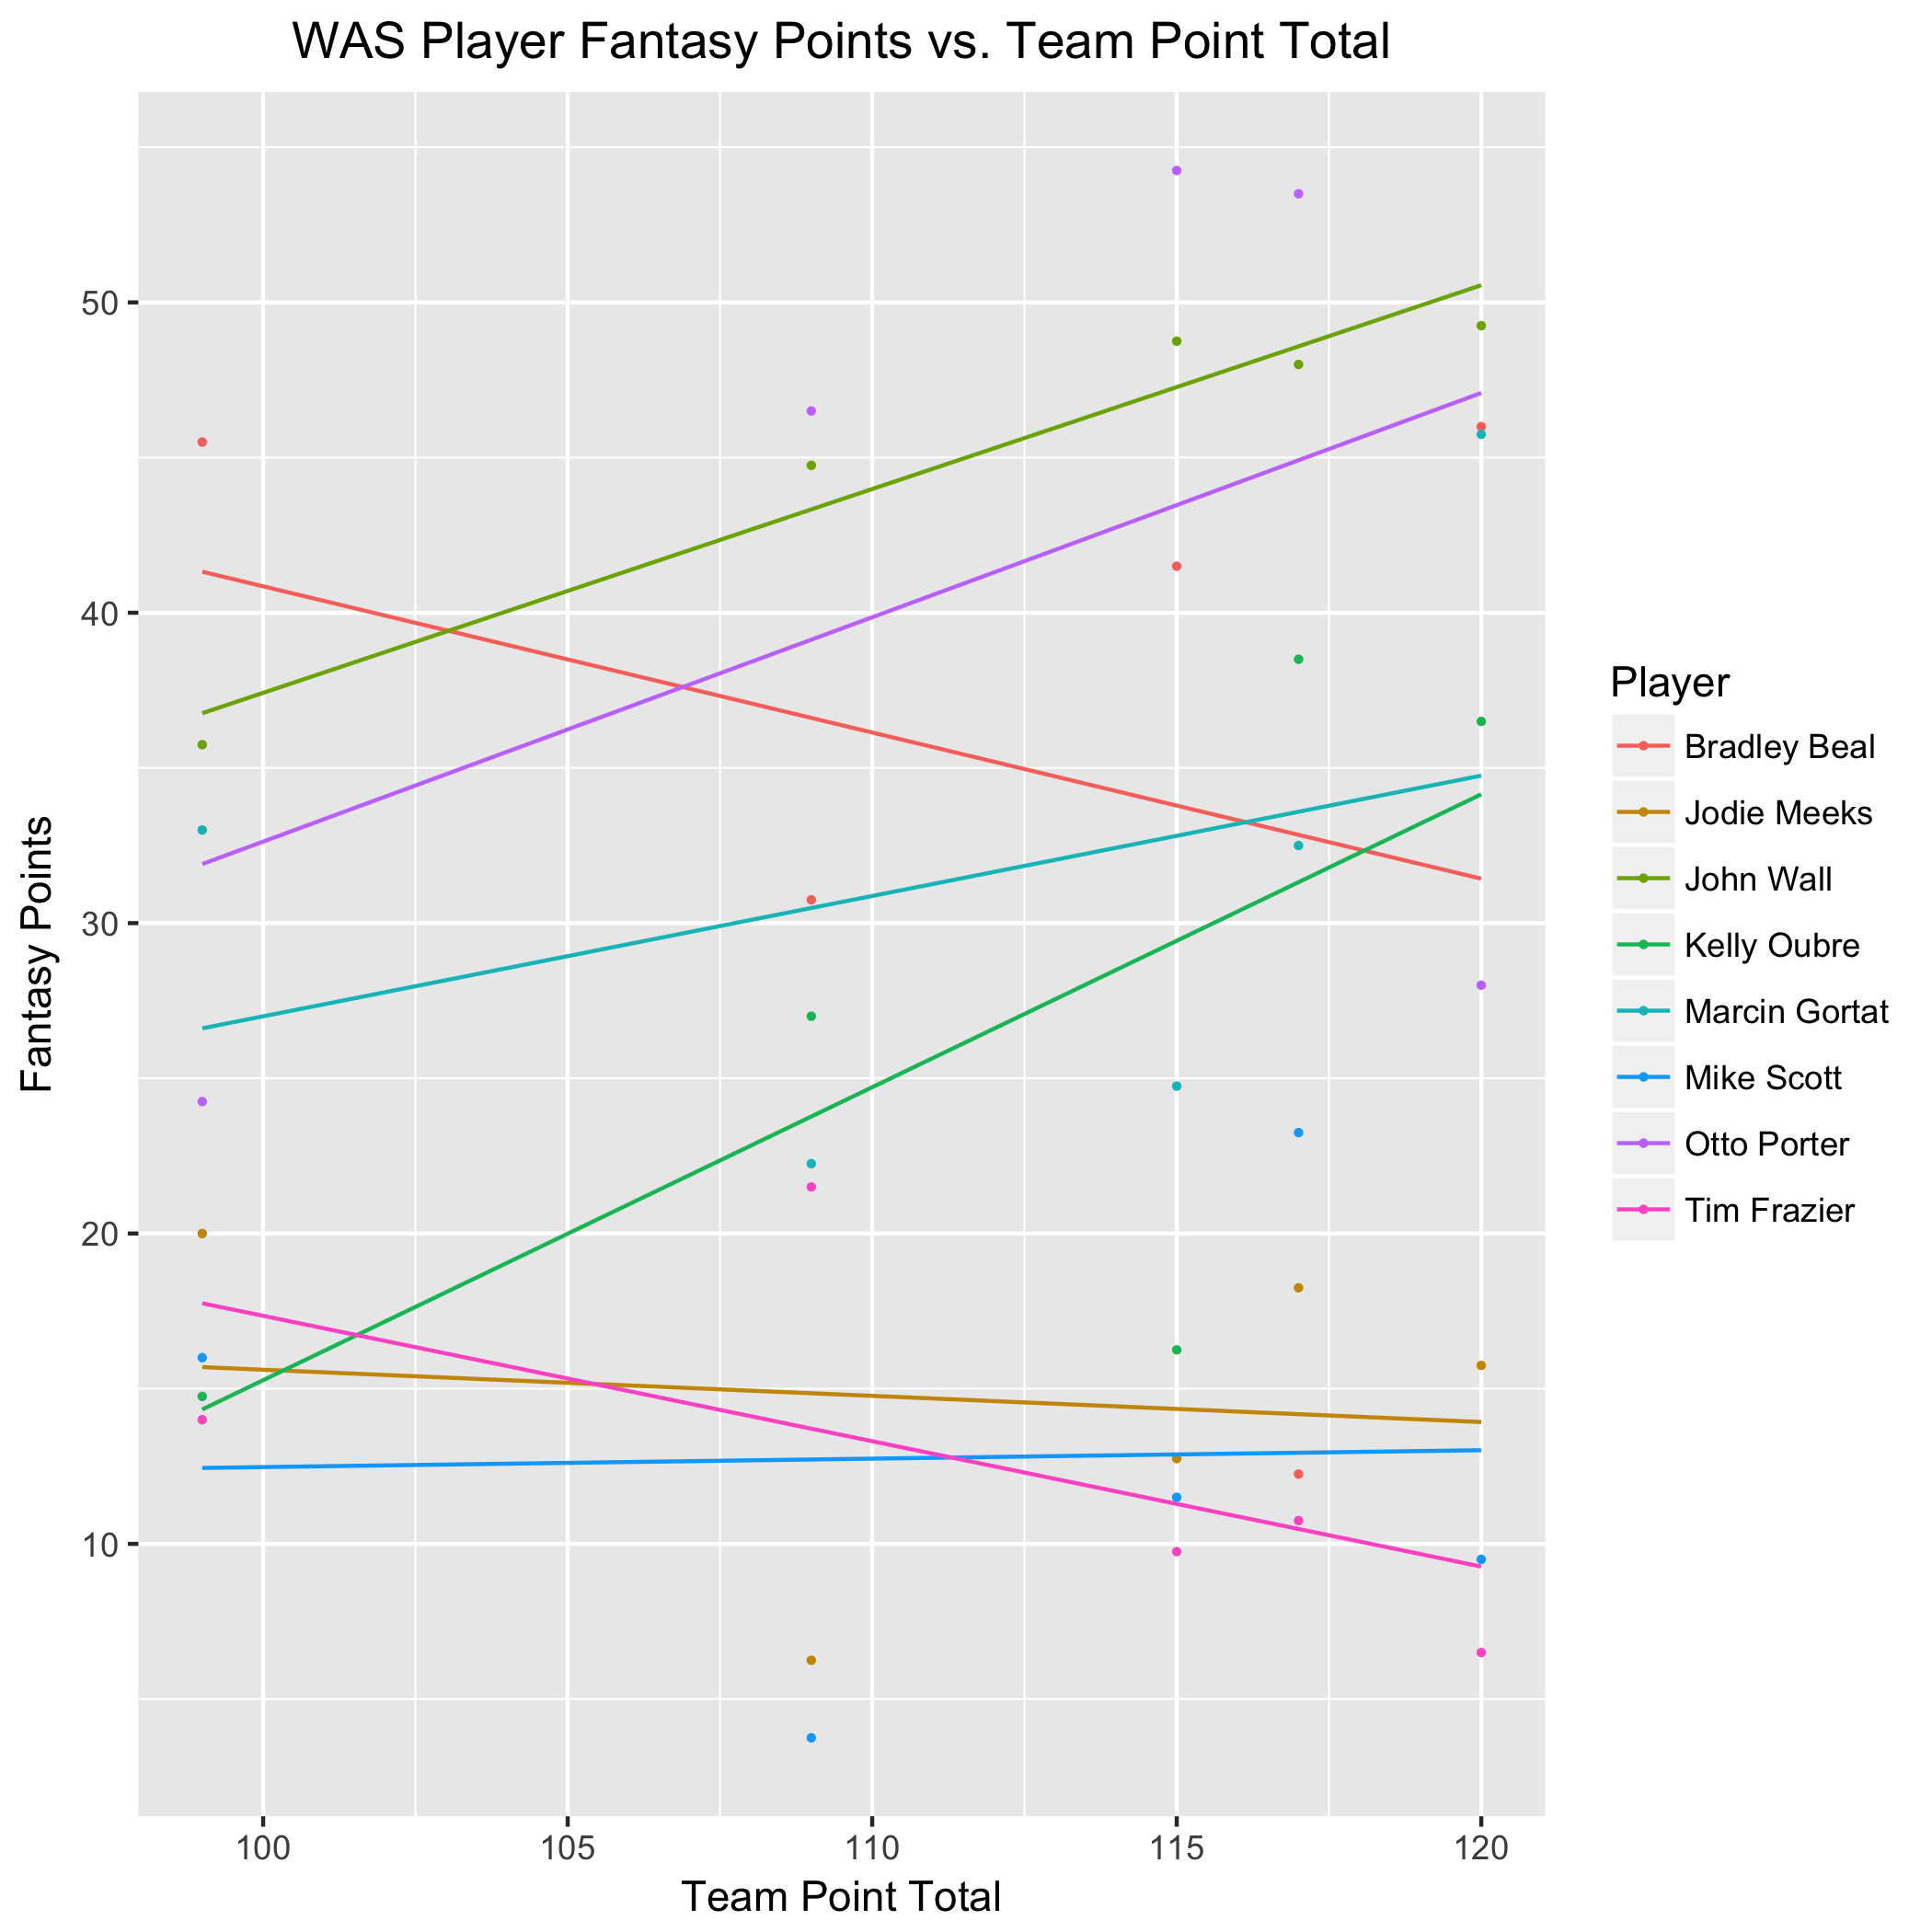 WAS Player Fantasy Points vs. Team Point Total
50
40
30
20
10
Fantasy Points
100 105 110 115 120
Team Point Total
Player
Bradley Beal
Jodie Meeks
John Wall
Kelly Oubre
Marcin Gortat
Mike Scott
Otto Porter
Tim Frazier